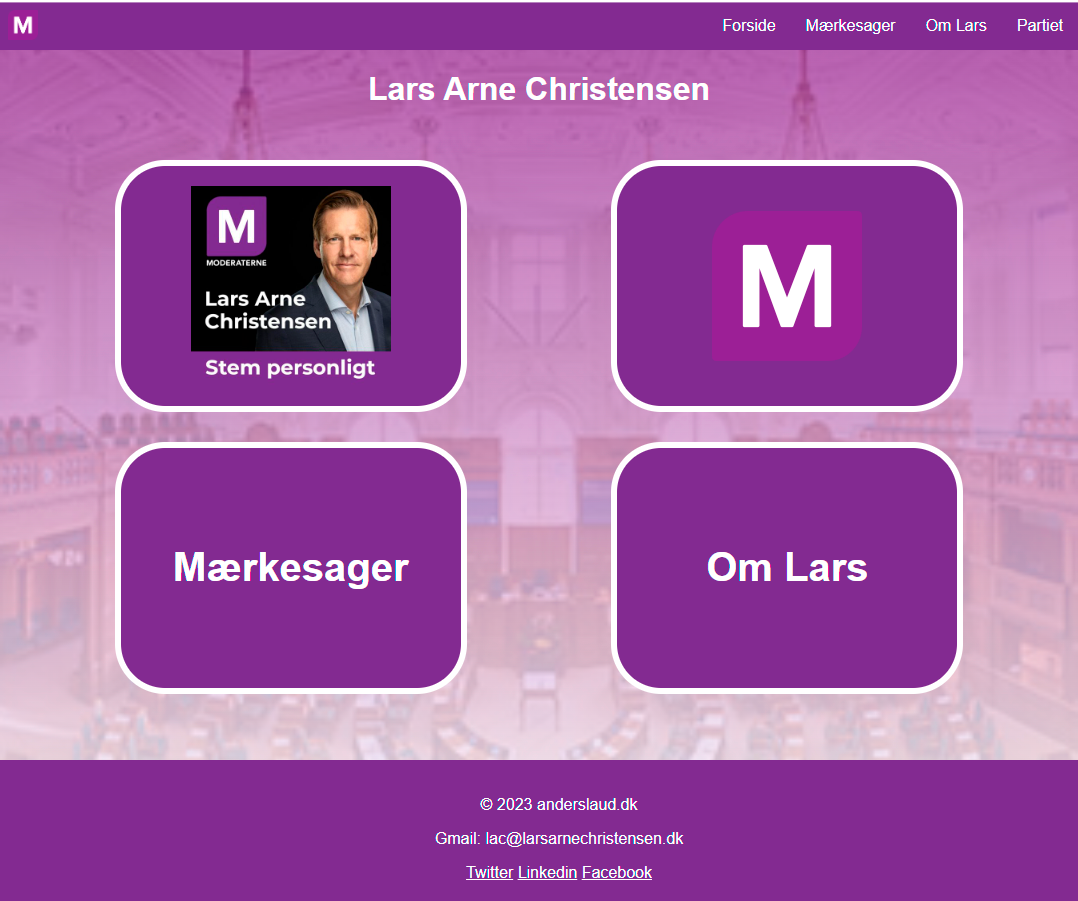 M
Forside Mærkesager Om Lars Partiet
Lars Arne Christensen
M
MODERATERNE
Lars Arne
Christensen
Stem personligt
M
Mærkesager
Om Lars
© 2023 anderslaud.dk
Gmail: lac@larsarnechristensen.dk
Twitter Linkedin Facebook